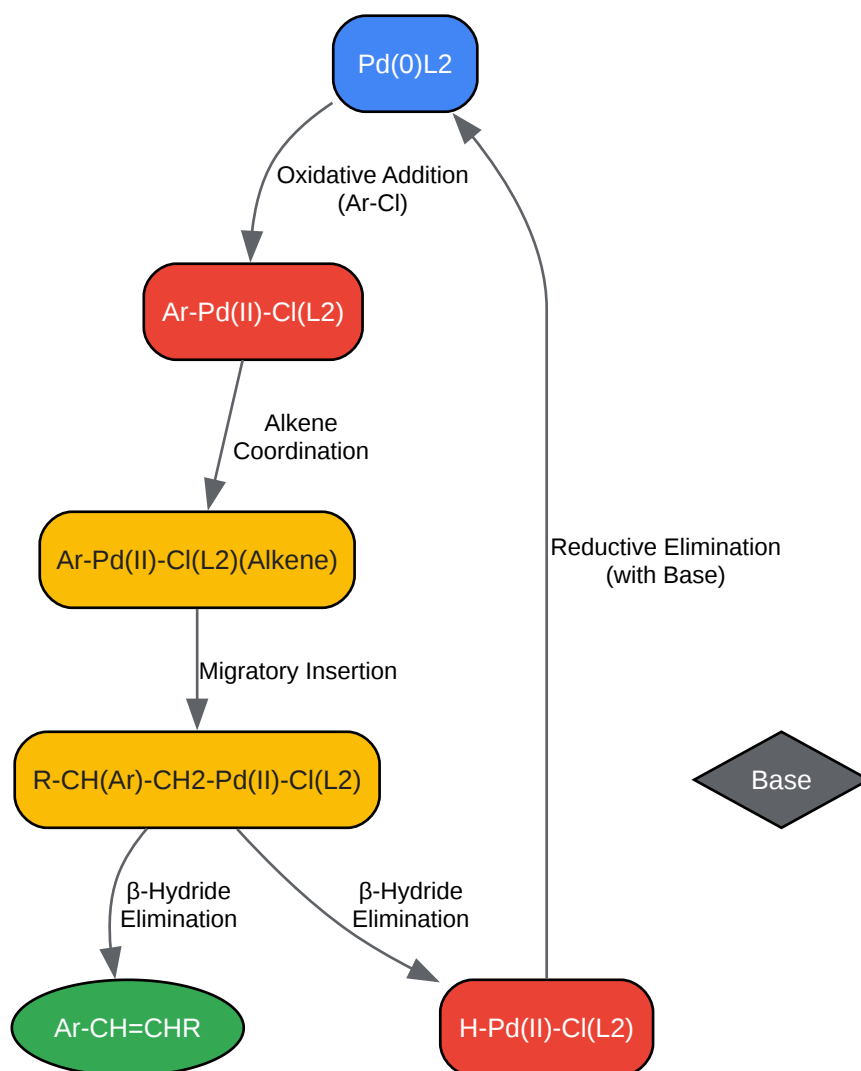 Pd(0)L2
Oxidative Addition
(Ar-Cl)
Ar-Pd(II)-Cl(L2)
Alkene
Coordination
Ar-Pd(II)-Cl(L2)(Alkene)
Reductive Elimination
(with Base)
Migratory Insertion
R-CH(Ar)-CH2-Pd(II)-Cl(L2)
Base
β-Hydride
Elimination
β-Hydride
Elimination
Ar-CH=CHR
H-Pd(II)-Cl(L2)